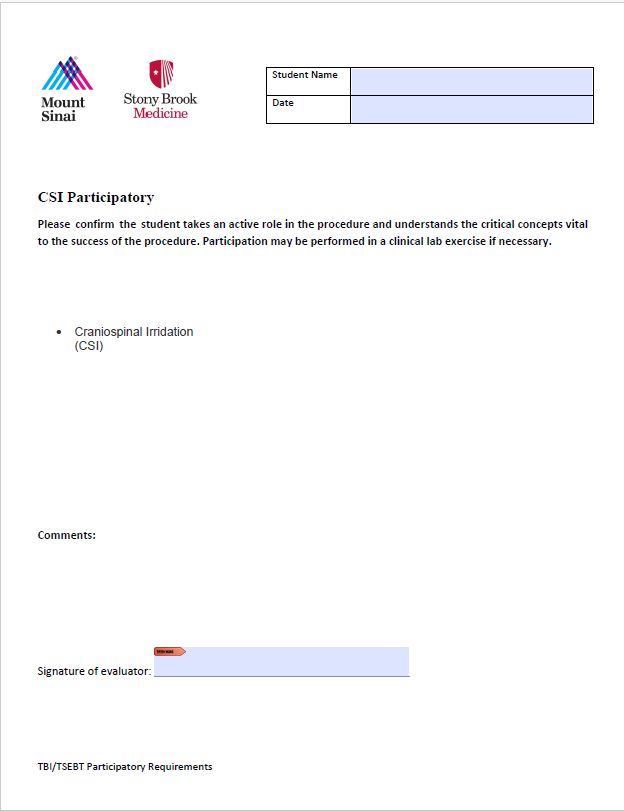 Mount
Sinai
Stony Brook
Medicine
Student Name
Date
CSI Participatory
Please confirm the student takes an active role in the procedure and understands the critical concepts vital
to the success of the procedure. Participation may be performed in a clinical lab exercise if necessary.
• Craniospinal Irridation
(CSI)
Comments:
Signature of evaluator:
TBI/TSEBT Participatory Requirements